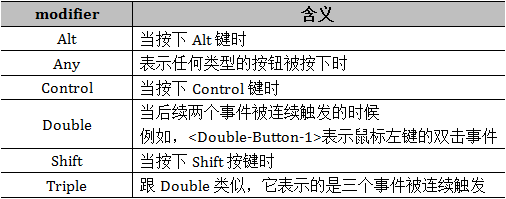 modifier 含义
Alt 当按下 Alt 键时
Any 表示任何类型的按钮被按下时
Control 当按下 Control 键时
Double 当后续两个事件被连续触发的时候
例如，<Double-Button-1>表示鼠标左键的双击事件
Shift 当按下 Shift 按键时
Triple 跟 Double 类似，它表示的是三个事件被连续触发